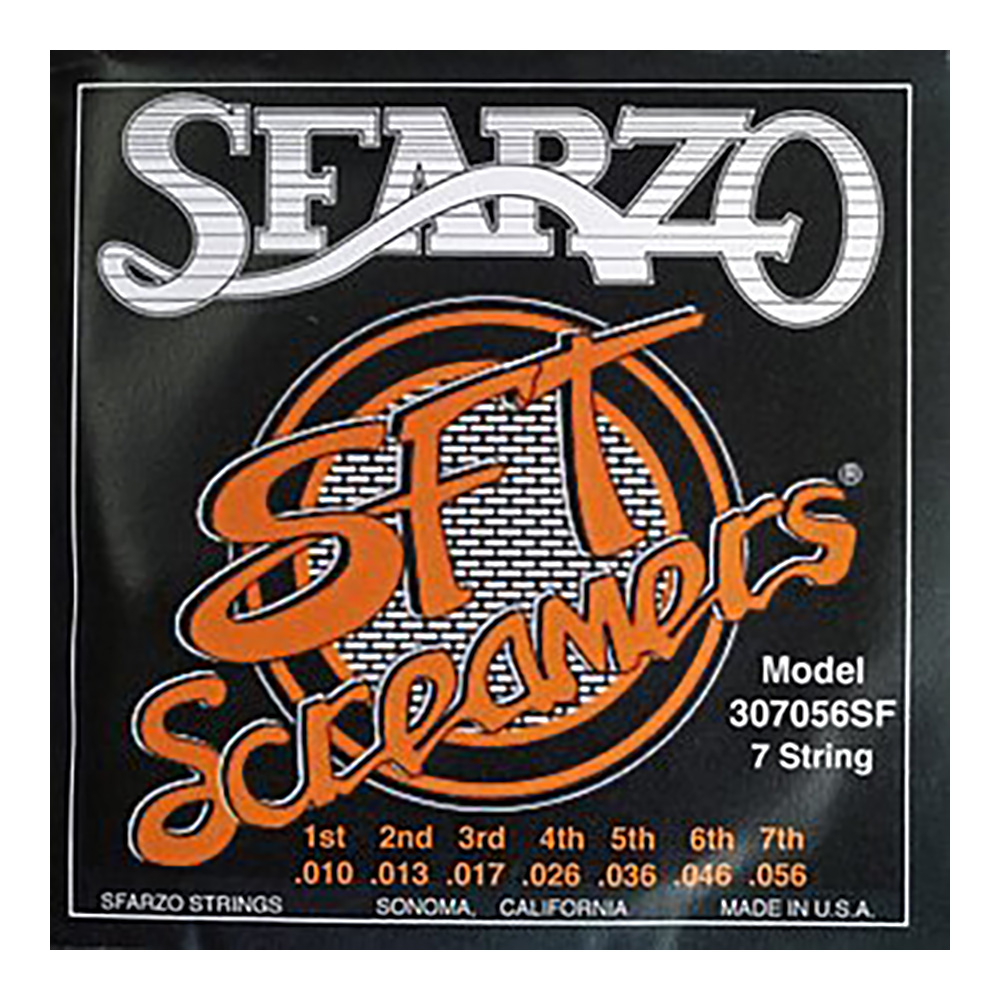 SFARZO
SFT
Screamers®
Model
307056SF
7 String
1st 2nd 3rd 4th 5th 6th 7th
.010 .013 .017 .026 .036 .046 .056
SFARZO STRINGS SONOMA, CALIFORNIA MADE IN U.S.A.